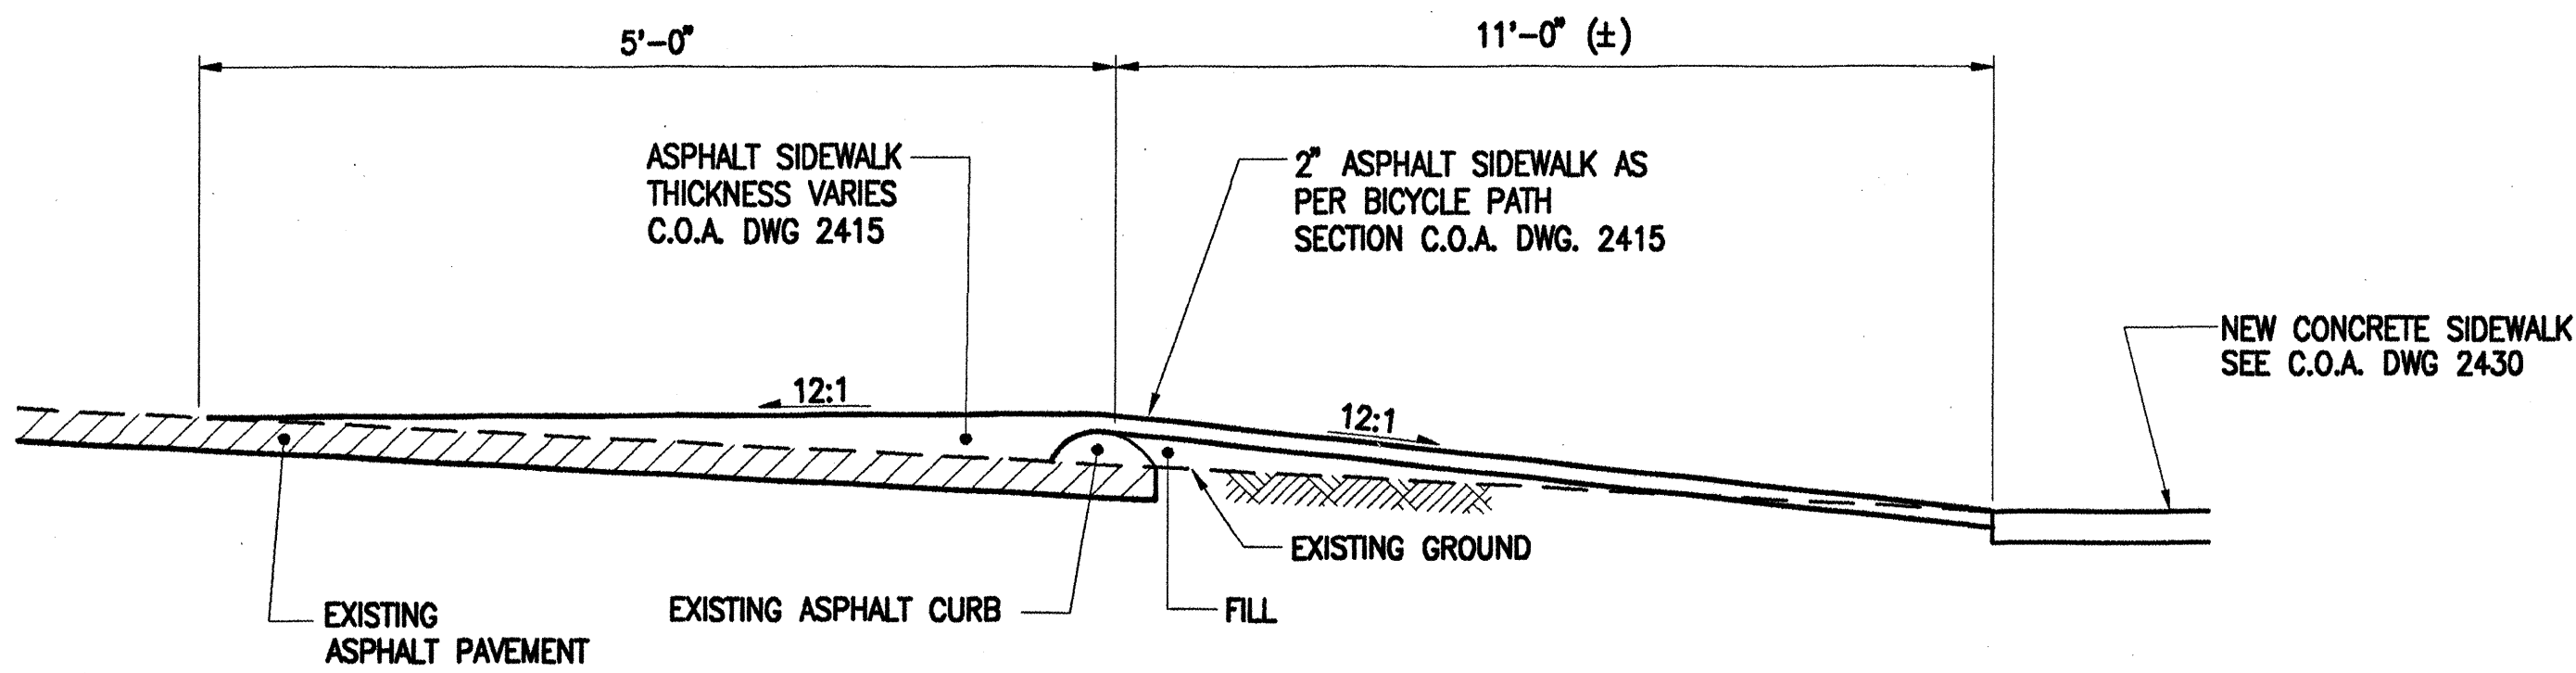 5'-0"
11'-0" (±)
ASPHALT SIDEWALK
THICKNESS VARIES
C.O.A. DWG 2415
2" ASPHALT SIDEWALK AS
PER BICYCLE PATH
SECTION C.O.A. DWG. 2415
NEW CONCRETE SIDEWALK
SEE C.O.A. DWG 2430
12:1
12:1
EXISTING GROUND
EXISTING
ASPHALT PAVEMENT
EXISTING ASPHALT CURB
FILL